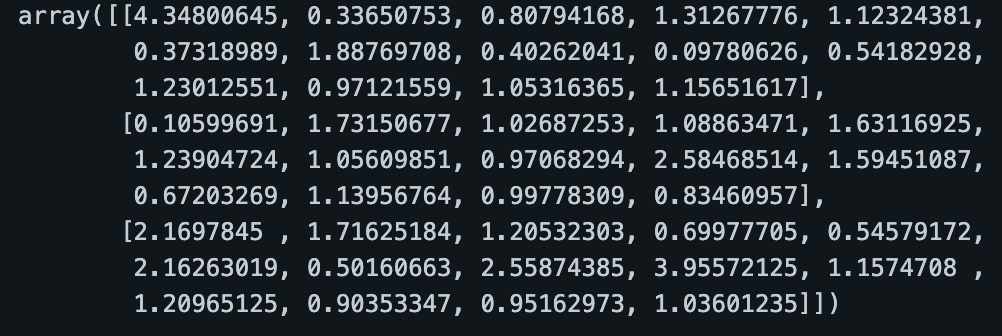 array([[4.34800645, 0.33650753, 0.80794168, 1.31267776, 1.12324381,
        0.37318989, 1.88769708, 0.40262041, 0.09780626, 0.54182928,
        1.23012551, 0.97121559, 1.05316365, 1.15651617],
       [0.10599691, 1.73150677, 1.02687253, 1.08863471, 1.63116925,
        1.23904724, 1.05609851, 0.97068294, 2.58468514, 1.59451087,
        0.67203269, 1.13956764, 0.99778309, 0.83460957],
       [2.1697845 , 1.71625184, 1.20532303, 0.69977705, 0.54579172,
        2.16263019, 0.50160663, 2.55874385, 3.95572125, 1.1574708 ,
        1.20965125, 0.90353347, 0.95162973, 1.03601235]])